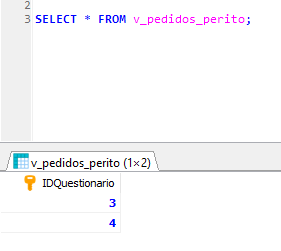 2
3 SELECT * FROM v_pedidos_perito;
v_pedidos_perito (1×2)
IDQuestionario
3
4